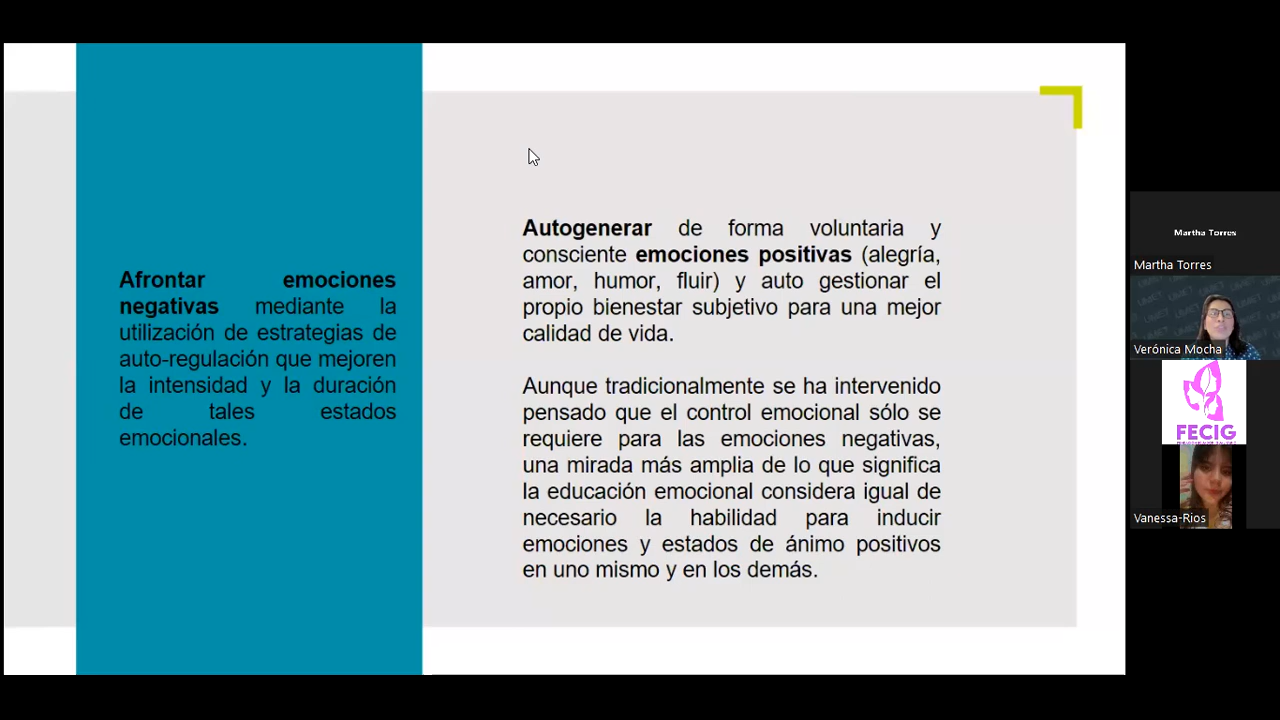 Afrontar emociones
negativas mediante la
utilización de estrategias de
auto-regulación que mejoren
la intensidad y la duración
de tales estados
emocionales.
Autogenerar de forma voluntaria y
consciente emociones positivas (alegría,
amor, humor, fluir) y auto gestionar el
propio bienestar subjetivo para una mejor
calidad de vida.
Aunque tradicionalmente se ha intervenido
pensado que el control emocional sólo se
requiere para las emociones negativas,
una mirada más amplia de lo que significa
la educación emocional considera igual de
necesario la habilidad para inducir
emociones y estados de ánimo positivos
en uno mismo y en los demás.
Martha Torres
Martha Torres
Verónica Mocha
FECIG
Vanessa-Rios